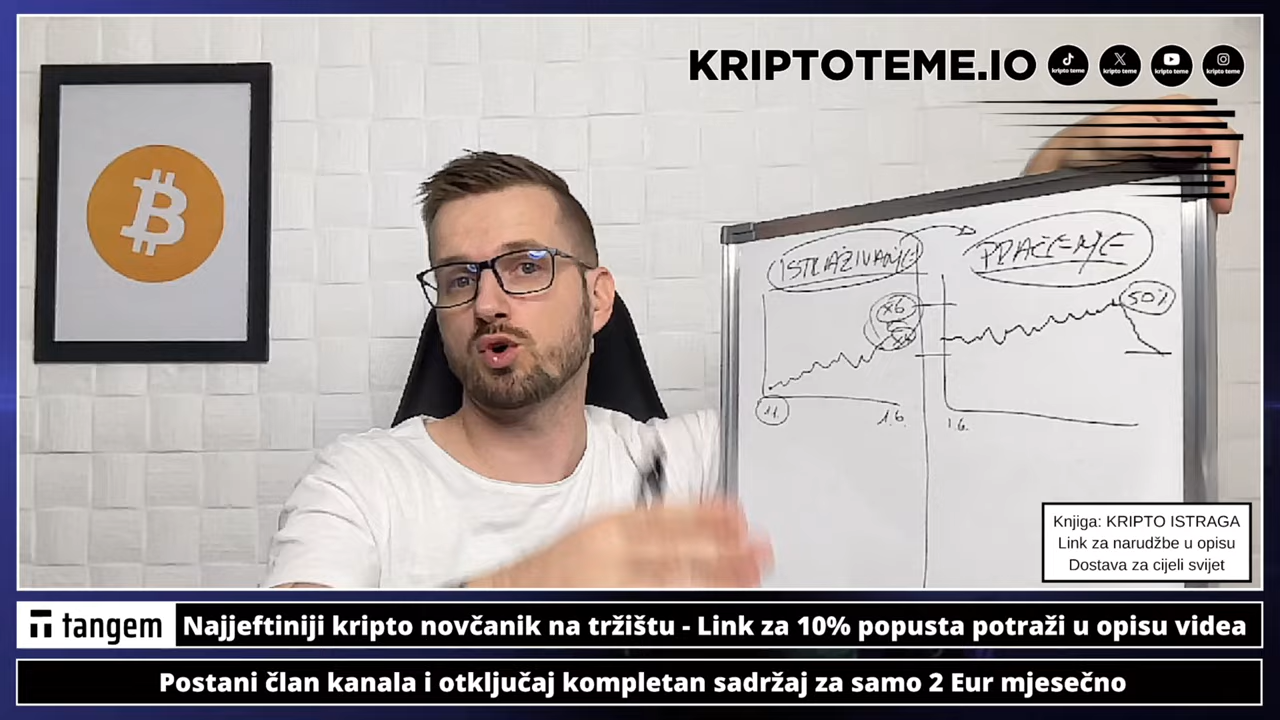 KRIPTOTEME.IO
kripto teme
kripto teme
kripto teme
kripto teme
ISTRAŽIVANJE
PRAĆENJE
x6
50%
1.6.
1.6.
Knjiga: KRIPTO ISTRAGA
Link za narudžbe u opisu
Dostava za cijeli svijet
tangem
Najjeftiniji kripto novčanik na tržištu - Link za 10% popusta potraži u opisu videa
Postani član kanala i otključaj kompletan sadržaj za samo 2 Eur mjesečno